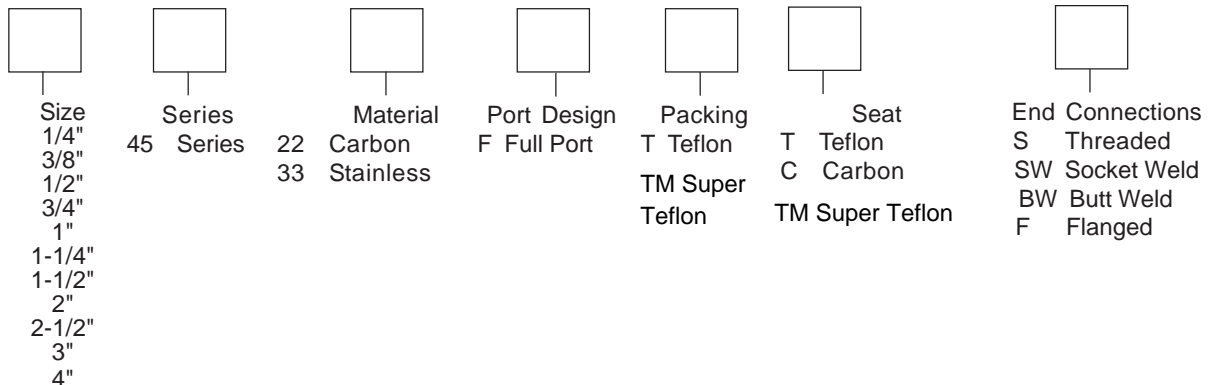 Size
1/4"
3/8"
1/2"
3/4"
1"
1-1/4"
1-1/2"
2"
2-1/2"
3"
4"
Series
45 Series
Material
22 Carbon
33 Stainless
Port Design
F Full Port
Packing
T Teflon
TM Super
Teflon
Seat
T Teflon
C Carbon
TM Super Teflon
End Connections
S Threaded
SW Socket Weld
BW Butt Weld
F Flanged